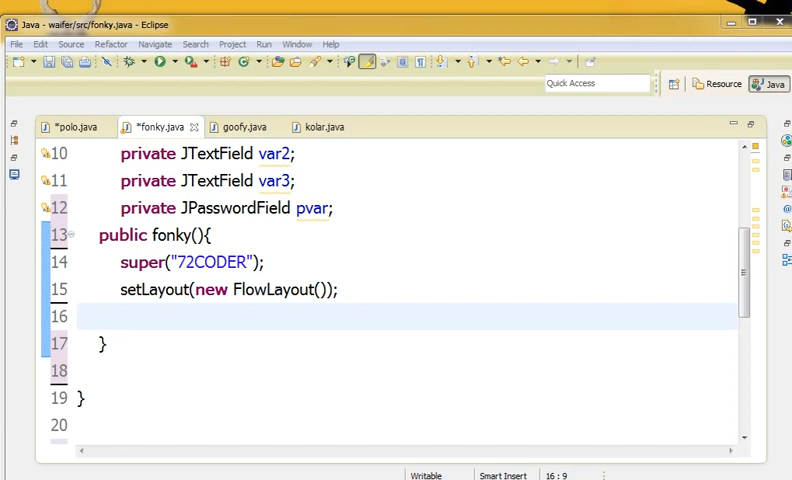 Java - waifer/src/fonky.java - Eclipse
File Edit Source Refactor Navigate Search Project Run Window Help
Quick Access
Resource
Java
*polo.java
*fonky.java
goofy.java
kolar.java
10 private JTextField var2;
11 private JTextField var3;
12 private JPasswordField pvar;
13 public fonky(){
14 super("72CODER");
15 setLayout(new FlowLayout());
16
17 }
18
19 }
20
Writable Smart Insert 16 : 9